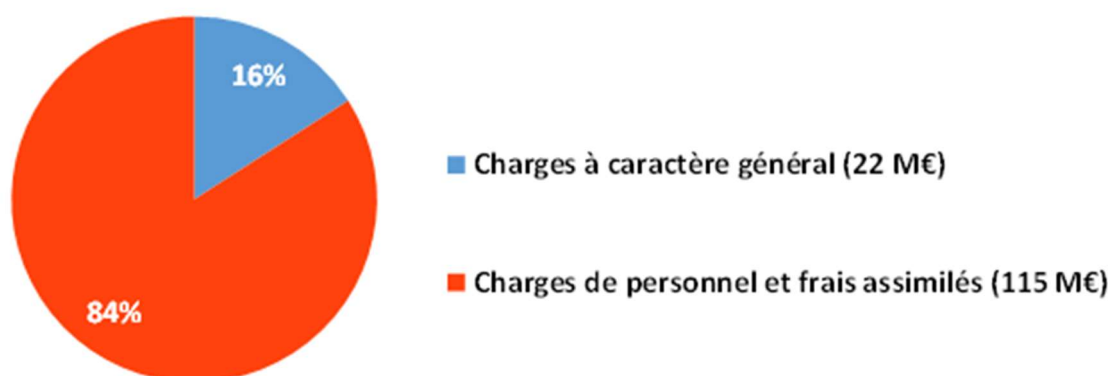 16%
Charges à caractère général (22 M€)
Charges de personnel et frais assimilés (115 M€)
84%